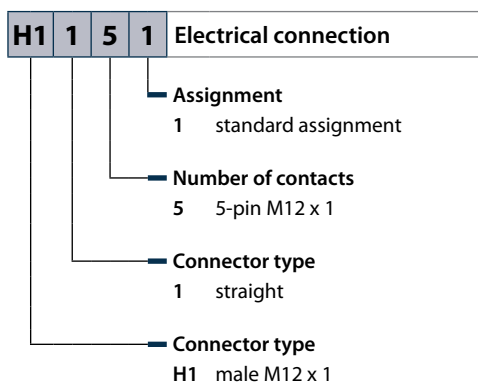 H1 1 5 1 Electrical connection
Assignment
1 standard assignment
Number of contacts
5 5-pin M12 x 1
Connector type
1 straight
Connector type
H1 male M12 x 1